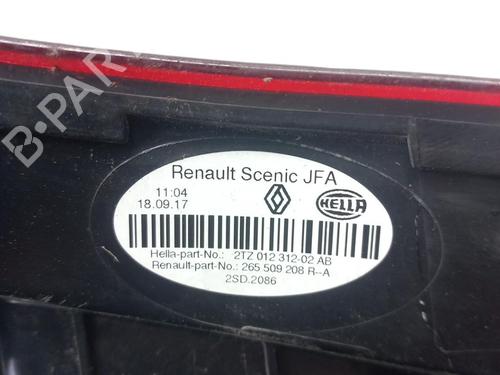 B-PARTS
Renault Scenic JFA
11:04
18.09.17
HELLA
Hella-part-No.: 2TZ 012 312-02 AB
Renault-part-No.: 265 509 208 R--A
2SD.2086